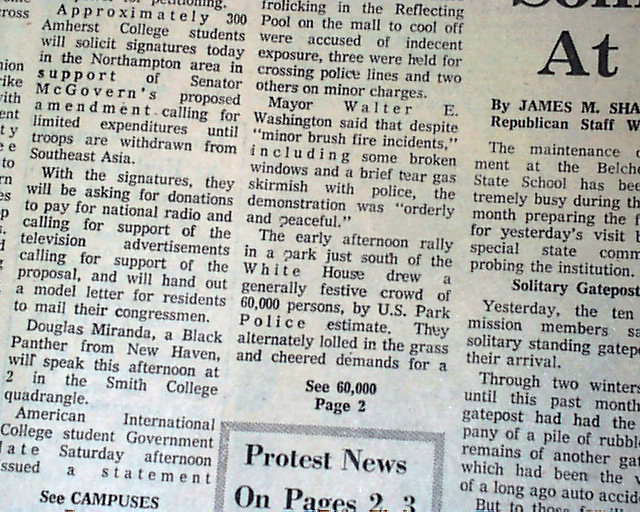 for petitioning.
Approximately 300
Amherst College students
will solicit signatures today
in the Northampton area in
support of Senator
McGovern's proposed
amendment calling for
limited expenditures until
troops are withdrawn from
Southeast Asia.
With the signatures, they
will be asking for donations
to pay for national radio and
calling for support of the
television advertisements
calling for support of the
proposal, and will hand out
a model letter for residents
to mail their congressmen.
Douglas Miranda, a Black
Panther from New Haven,
will speak this afternoon at
2 in the Smith College
quadrangle.
American International
College student Government
late Saturday afternoon
issued a statement
See CAMPUSES
frolicking in the Reflecting
Pool on the mall to cool off
were accused of indecent
exposure, three were held for
crossing police lines and two
others on minor charges.
Mayor Walter E.
Washington said that despite
"minor brush fire incidents,"
including some broken
windows and a brief tear gas
skirmish with police, the
demonstration was "orderly
and peaceful."
The early afternoon rally
in a park just south of the
White House drew a
generally festive crowd of
60,000 persons, by U.S. Park
Police estimate. They
alternately lolled in the grass
and cheered demands for a
See 60,000
Page 2
Protest News
On Pages 2, 3
At
By JAMES M. SHA
Republican Staff W
The maintenance
ment at the Belche
State School has bee
tremely busy during th
month preparing the
for yesterday's visit
special state comm
probing the institution.
Solitary Gatepost
Yesterday, the ten
mission members sa
solitary standing gatep
their arrival.
Through two winters
until this past month
gatepost had had the
pany of a pile of rubbl
remains of another gat
which had been the v
of a long ago auto accid
But to those